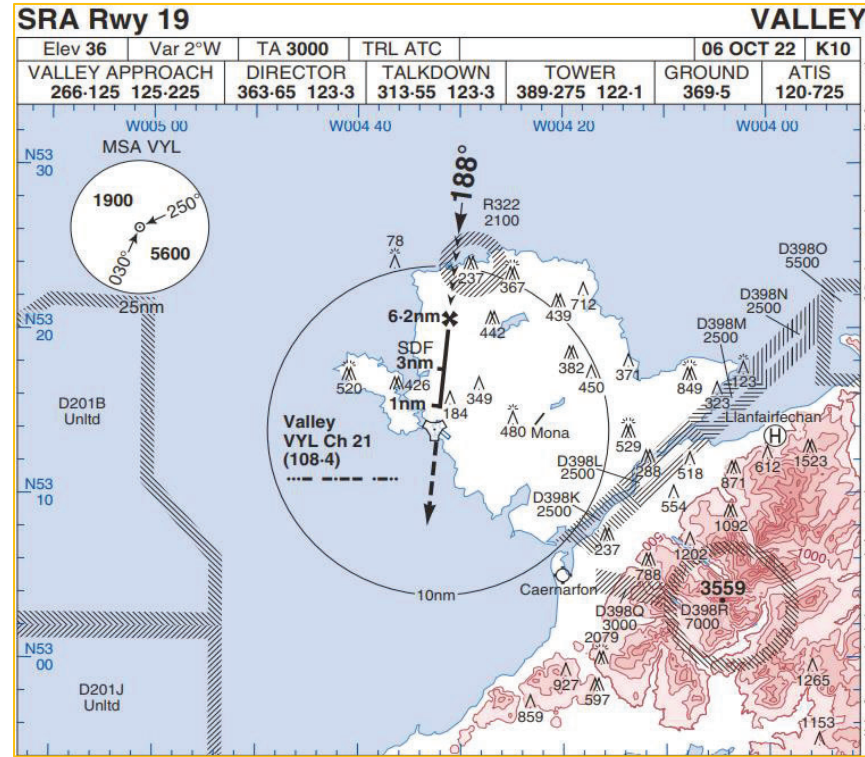 SRA Rwy 19 VALLEY
Elev 36 Var 2°W TA 3000 TRL ATC 06 OCT 22 K10
VALLEY APPROACH DIRECTOR TALKDOWN TOWER GROUND ATIS
266·125 125·225 363·65 123·3 313·55 123·3 389·275 122·1 369·5 120·725
W005 00 W004 40 W004 20 W004 00
N53
30
MSA VYL
1900
250°
030°
5600
25nm
188°
R322
2100
78
237
367
D398O
5500
712
439
D398N
2500
6·2nm
N53
20
442
D398M
2500
SDF
3nm
382
371
450
849
123
520
426
349
323
1nm
184
D201B
Unltd
Valley
VYL Ch 21
(108·4)
480
Mona
529
Llanfairfechan
H
D398L
2500
288
518
612
1523
871
N53
10
D398K
2500
554
1092
237
1202
500
1000
788
Caernarfon
10nm
3559
D398Q
3000
D398R
7000
2079
N53
00
927
597
1265
859
D201J
Unltd
1153